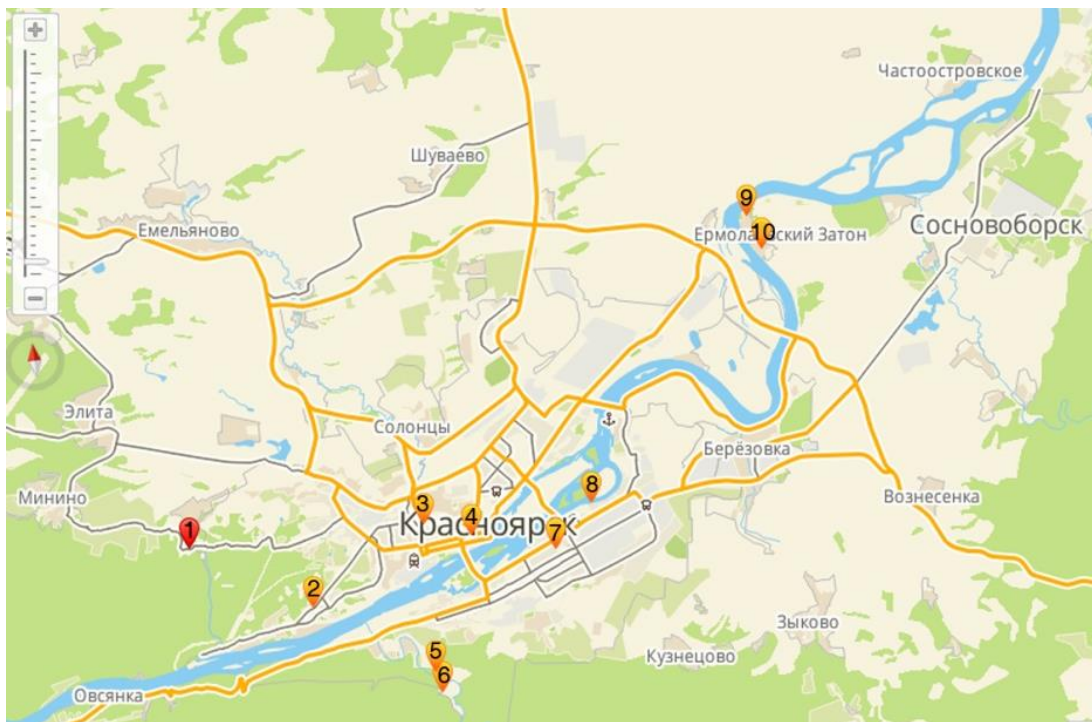 Частоостровское
Шуваево
9
Емельяново
10
Ермолаевский Затон
Сосновоборск
Элита
Солонцы
Берёзовка
Минино
8
Вознесенка
3
4
Красноярск
1
7
2
Зыково
5
Кузнецово
6
Овсянка